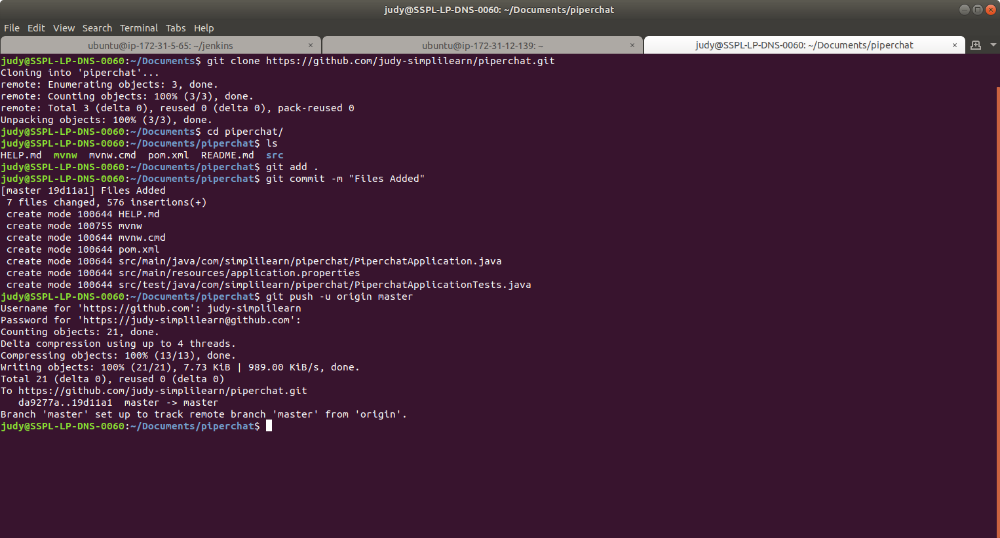 judy@SSPL-LP-DNS-0060: ~/Documents/piperchat
File Edit View Search Terminal Tabs Help
ubuntu@ip-172-31-5-65: ~/jenkins × ubuntu@ip-172-31-12-139: ~ × judy@SSPL-LP-DNS-0060: ~/Documents/piperchat ×
judy@SSPL-LP-DNS-0060:~/Documents$ git clone https://github.com/judy-simplilearn/piperchat.git
Cloning into 'piperchat'...
remote: Enumerating objects: 3, done.
remote: Counting objects: 100% (3/3), done.
remote: Total 3 (delta 0), reused 0 (delta 0), pack-reused 0
Unpacking objects: 100% (3/3), done.
judy@SSPL-LP-DNS-0060:~/Documents$ cd piperchat/
judy@SSPL-LP-DNS-0060:~/Documents/piperchat$ ls
HELP.md  mvnw  mvnw.cmd  pom.xml  README.md  src
judy@SSPL-LP-DNS-0060:~/Documents/piperchat$ git add .
judy@SSPL-LP-DNS-0060:~/Documents/piperchat$ git commit -m "Files Added"
[master 19d11a1] Files Added
 7 files changed, 576 insertions(+)
 create mode 100644 HELP.md
 create mode 100755 mvnw
 create mode 100644 mvnw.cmd
 create mode 100644 pom.xml
 create mode 100644 src/main/java/com/simplilearn/piperchat/PiperchatApplication.java
 create mode 100644 src/main/resources/application.properties
 create mode 100644 src/test/java/com/simplilearn/piperchat/PiperchatApplicationTests.java
judy@SSPL-LP-DNS-0060:~/Documents/piperchat$ git push -u origin master
Username for 'https://github.com': judy-simplilearn
Password for 'https://judy-simplilearn@github.com':
Counting objects: 21, done.
Delta compression using up to 4 threads.
Compressing objects: 100% (13/13), done.
Writing objects: 100% (21/21), 7.73 KiB | 989.00 KiB/s, done.
Total 21 (delta 0), reused 0 (delta 0)
To https://github.com/judy-simplilearn/piperchat.git
   da9277a..19d11a1  master -> master
Branch 'master' set up to track remote branch 'master' from 'origin'.
judy@SSPL-LP-DNS-0060:~/Documents/piperchat$